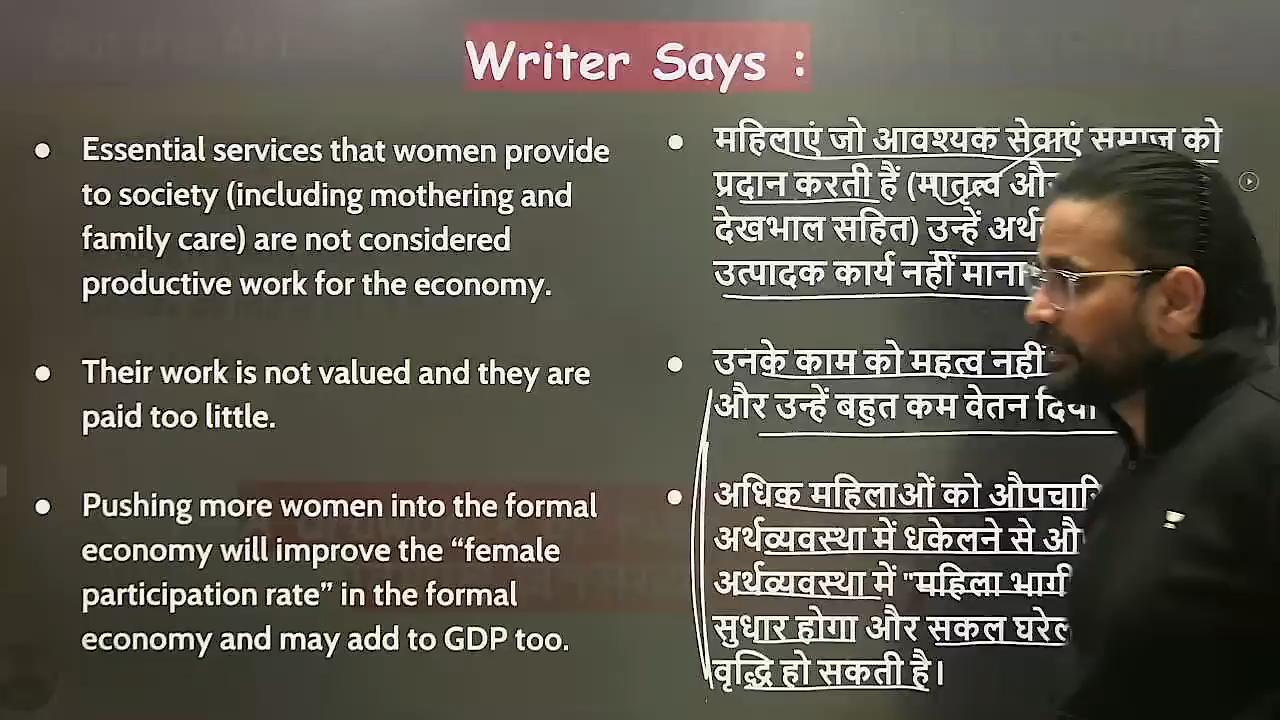 Writer Says :
Essential services that women provide
to society (including mothering and
family care) are not considered
productive work for the economy.
Their work is not valued and they are
paid too little.
Pushing more women into the formal
economy will improve the “female
participation rate” in the formal
economy and may add to GDP too.
महिलाएं जो आवश्यक सेवाएं समाज को
प्रदान करती हैं (मातृत्व
देखभाल सहित) उन्हें
उत्पादक कार्य नहीं माना
उनके काम को महत्व नहीं
और उन्हें बहुत कम वेतन दिया
अधिक महिलाओं को
अर्थव्यवस्था में धकेलने से
अर्थव्यवस्था में "महिला
सुधार होगा और सकल
वृद्धि हो सकती है।